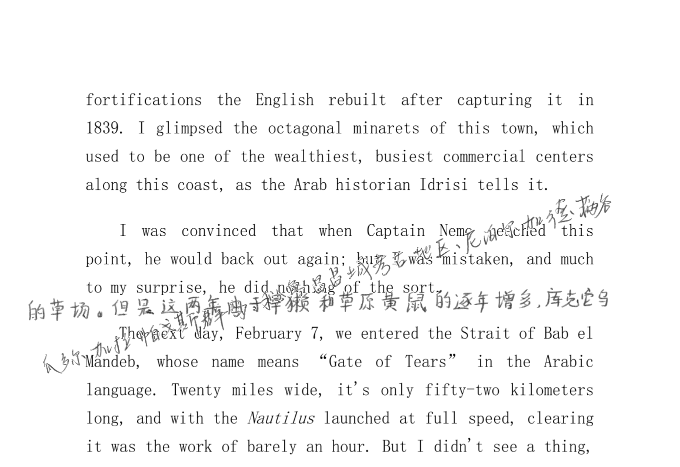 fortifications the English rebuilt after capturing it in
1839. I glimpsed the octagonal minarets of this town, which
used to be one of the wealthiest, busiest commercial centers
along this coast, as the Arab historian Idrisi tells it.
I was convinced that when Captain Nemo reached this
point, he would back out again; but I was mistaken, and much
to my surprise, he did nothing of the sort.
的草场。但是这两年由于旱獭和草原黄鼠的逐年增多,库克它乌
The next day, February 7, we entered the Strait of Bab el
Mandeb, whose name means “Gate of Tears” in the Arabic
language. Twenty miles wide, it's only fifty-two kilometers
long, and with the Nautilus launched at full speed, clearing
it was the work of barely an hour. But I didn't see a thing,